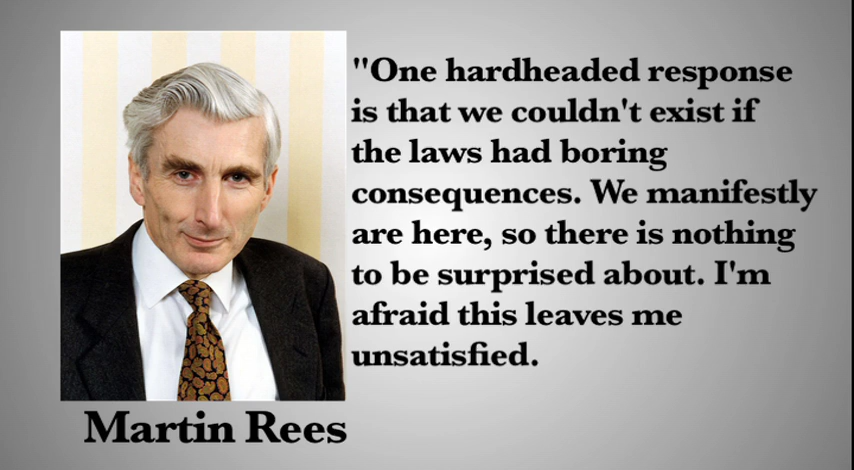 "One hardheaded response
is that we couldn't exist if
the laws had boring
consequences. We manifestly
are here, so there is nothing
to be surprised about. I'm
afraid this leaves me
unsatisfied.
Martin Rees